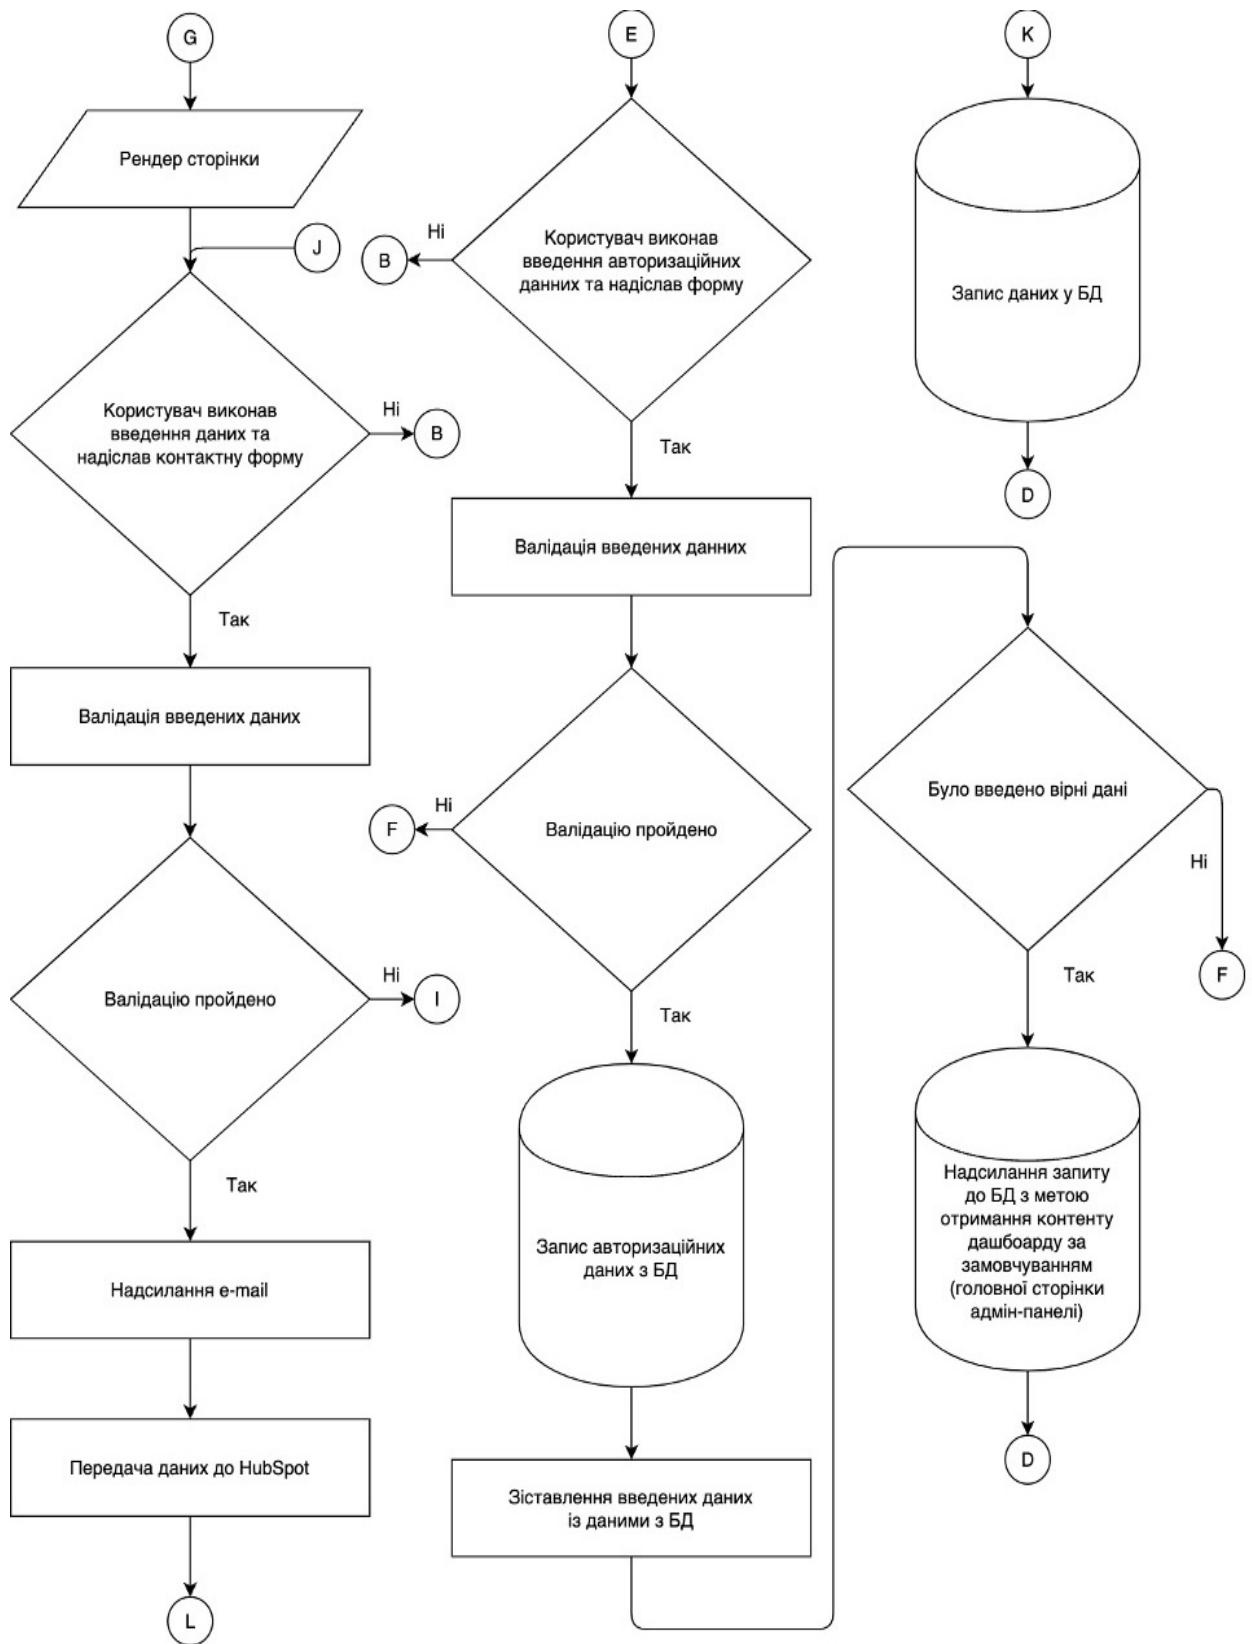 G
Рендер сторінки
J
Користувач виконав
введення даних та
надіслав контактну форму
Ні
B
Так
Валідація введених даних
Валідацію пройдено
Ні
I
Так
Надсилання e-mail
Передача даних до HubSpot
L
E
Користувач виконав
введення авторизаційних
данних та надіслав форму
Ні
B
Так
Валідація введених данних
Валідацію пройдено
Ні
F
Так
Запис авторизаційних
даних з БД
Зіставлення введених даних
із даними з БД
K
Запис даних у БД
D
Було введено вірні дані
Ні
F
Так
Надсилання запиту
до БД з метою
отримання контенту
дашбоарду за
замовчуванням
(головної сторінки
адмін-панелі)
D